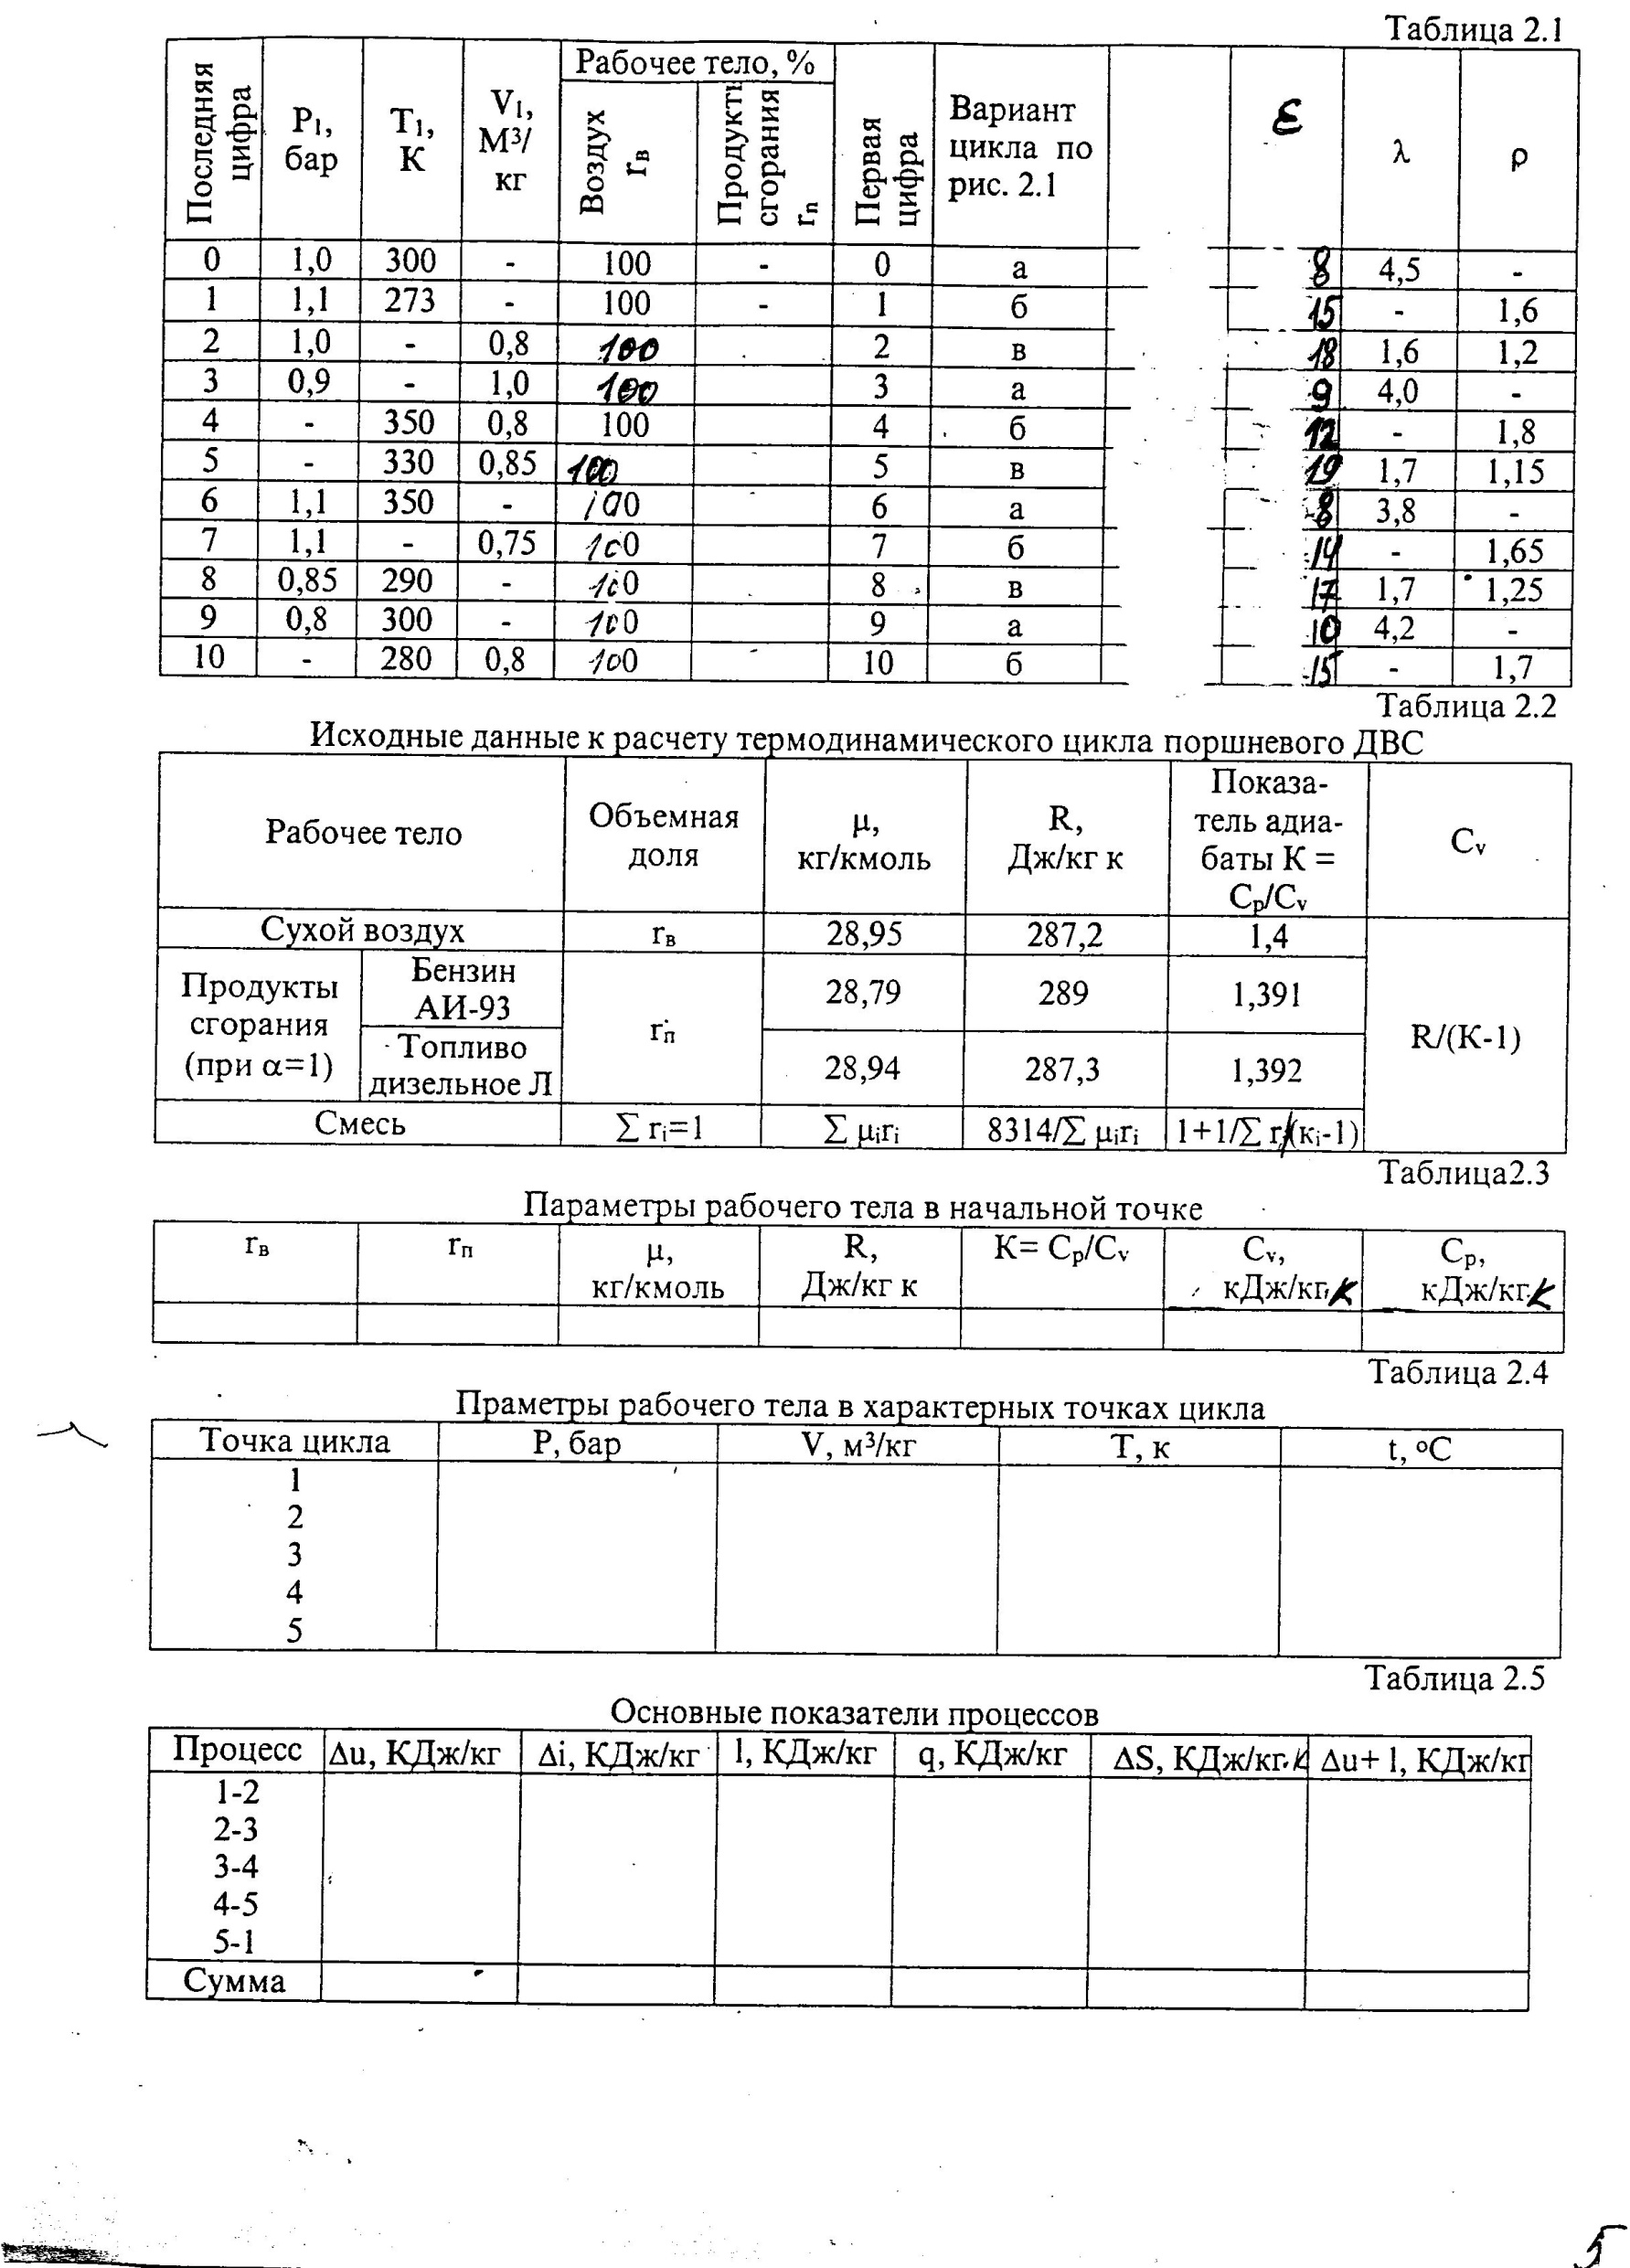 Таблица 2.1
Последняя цифра | P₁, бар | T₁, К | V₁, М³/кг | Рабочее тело, % | Первая цифра | Вариант цикла по рис. 2.1 | ε | λ | ρ
Воздух rв | Продукты сгорания rп
0 | 1,0 | 300 | - | 100 | - | 0 | а | 8 | 4,5 | -
1 | 1,1 | 273 | - | 100 | - | 1 | б | 15 | - | 1,6
2 | 1,0 | - | 0,8 | 100 | 2 | в | 18 | 1,6 | 1,2
3 | 0,9 | - | 1,0 | 100 | 3 | а | 9 | 4,0 | -
4 | - | 350 | 0,8 | 100 | 4 | б | 12 | - | 1,8
5 | - | 330 | 0,85 | 100 | 5 | в | 19 | 1,7 | 1,15
6 | 1,1 | 350 | - | 100 | 6 | а | 8 | 3,8 | -
7 | 1,1 | - | 0,75 | 100 | 7 | б | 14 | - | 1,65
8 | 0,85 | 290 | - | 100 | 8 | в | 17 | 1,7 | 1,25
9 | 0,8 | 300 | - | 100 | 9 | а | 10 | 4,2 | -
10 | - | 280 | 0,8 | 100 | - | 10 | б | 15 | - | 1,7
Таблица 2.2
Исходные данные к расчету термодинамического цикла поршневого ДВС
Рабочее тело | Объемная доля | μ, кг/кмоль | R, Дж/кг к | Показа-тель адиа-баты К = Cp/Cv | Cv
Сухой воздух | rв | 28,95 | 287,2 | 1,4 | R/(К-1)
Продукты сгорания (при α=1) | Бензин АИ-93 | rп | 28,79 | 289 | 1,391
Топливо дизельное Л | 28,94 | 287,3 | 1,392
Смесь | ∑ ri=1 | ∑ μiri | 8314/∑ μiri | 1+1/∑ ri/(кi-1)
Таблица2.3
Параметры рабочего тела в начальной точке
rв | rп | μ, кг/кмоль | R, Дж/кг к | К= Cp/Cv | Cv, кДж/кг·К | Cp, кДж/кг·К
Таблица 2.4
Праметры рабочего тела в характерных точках цикла
Точка цикла | P, бар | V, м³/кг | T, к | t, ºC
1
2
3
4
5
Таблица 2.5
Основные показатели процессов
Процесс | Δu, КДж/кг | Δi, КДж/кг | l, КДж/кг | q, КДж/кг | ΔS, КДж/кг·К | Δu+ l, КДж/кг
1-2
2-3
3-4
4-5
5-1
Сумма
5